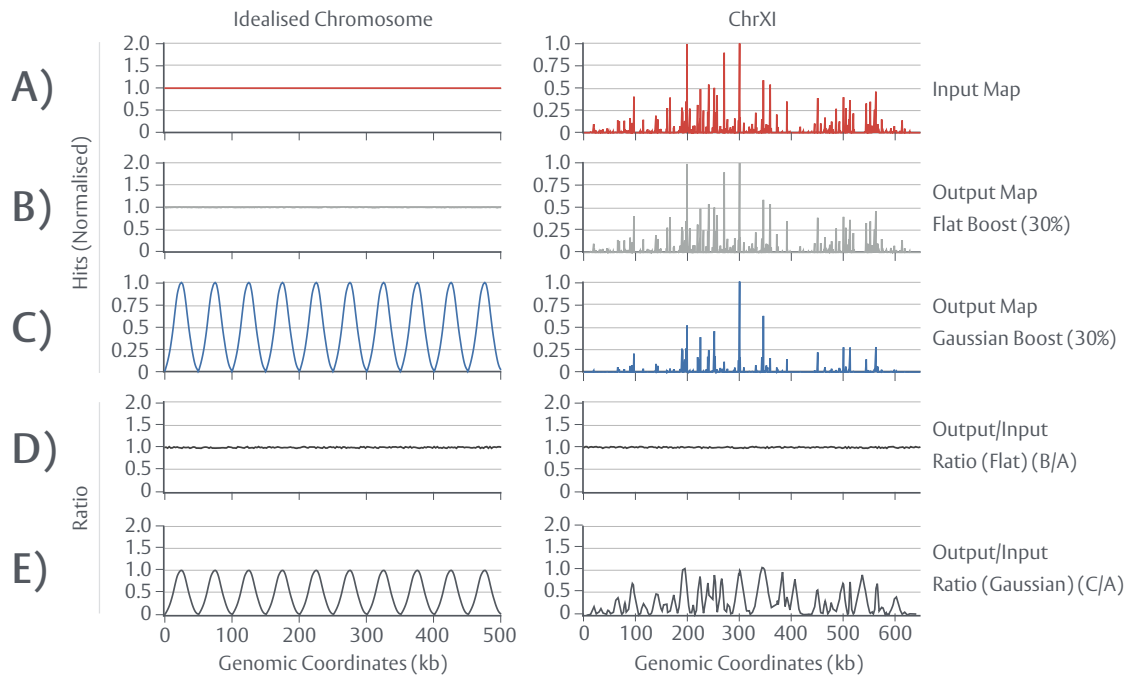 Idealised Chromosome
ChrXI
A)
2.0
1.5
1.0
0.5
0
1.0
0.75
0.5
0.25
0
Input Map
B)
2.0
1.5
1.0
0.5
0
1.0
0.75
0.5
0.25
0
Output Map
Flat Boost (30%)
Hits (Normalised)
C)
1.0
0.75
0.5
0.25
0
1.0
0.75
0.5
0.25
0
Output Map
Gaussian Boost (30%)
D)
2.0
1.5
1.0
0.5
0
2.0
1.5
1.0
0.5
0
Output/Input
Ratio (Flat) (B/A)
Ratio
E)
2.0
1.5
1.0
0.5
0
2.0
1.5
1.0
0.5
0
Output/Input
Ratio (Gaussian) (C/A)
0 100 200 300 400 500
0 100 200 300 400 500 600
Genomic Coordinates (kb)
Genomic Coordinates (kb)